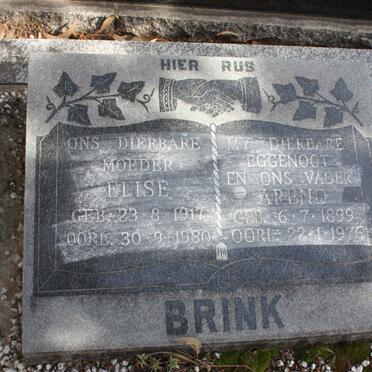 HIER RUS
ONS DIERBARE
MOEDER
ELISE
GEB. 23-8-1916
OORL. 30-9-1980
MY DIERBARE
EGGENOOT
EN ONS VADER
AREND
GEB. 6-7-1899
OORL. 22-1-1976
BRINK